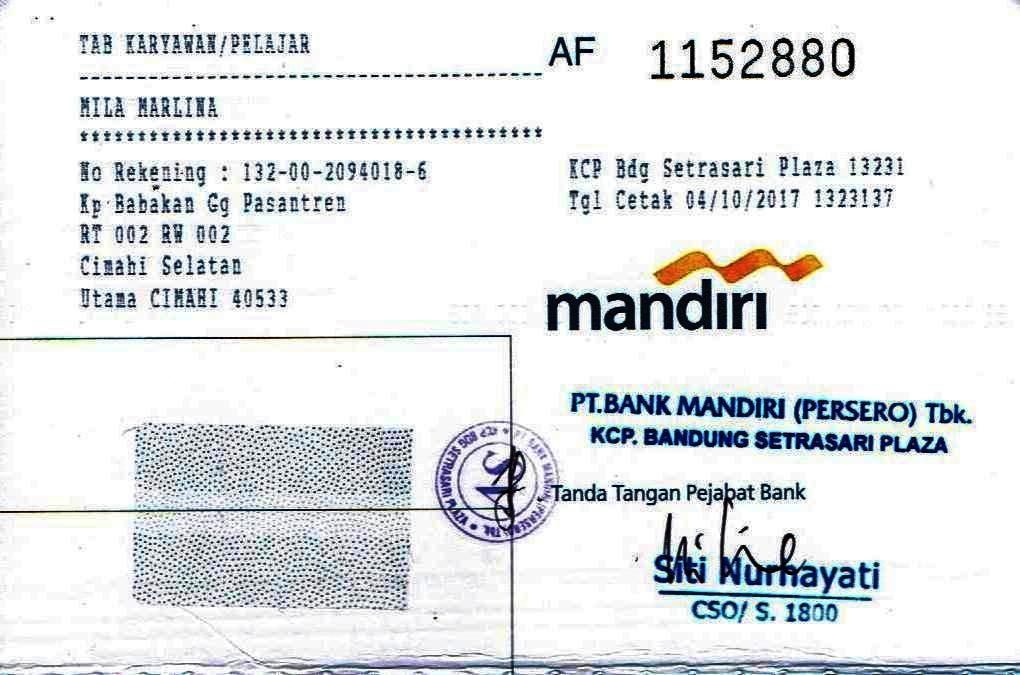 TAB KARYAWAN/PELAJAR
AF 1152880
MILA MARLINA
****************************************
No Rekening : 132-00-2094018-6
Kp Babakan Gg Pasantren
RT 002 RW 002
Cimahi Selatan
Utama CIMAHI 40533
KCP Bdg Setrasari Plaza 13231
Tgl Cetak 04/10/2017 1323137
mandiri
PT.BANK MANDIRI (PERSERO) Tbk.
KCP. BANDUNG SETRASARI PLAZA
Tanda Tangan Pejabat Bank
Siti Nurhayati
CSO/ S. 1800